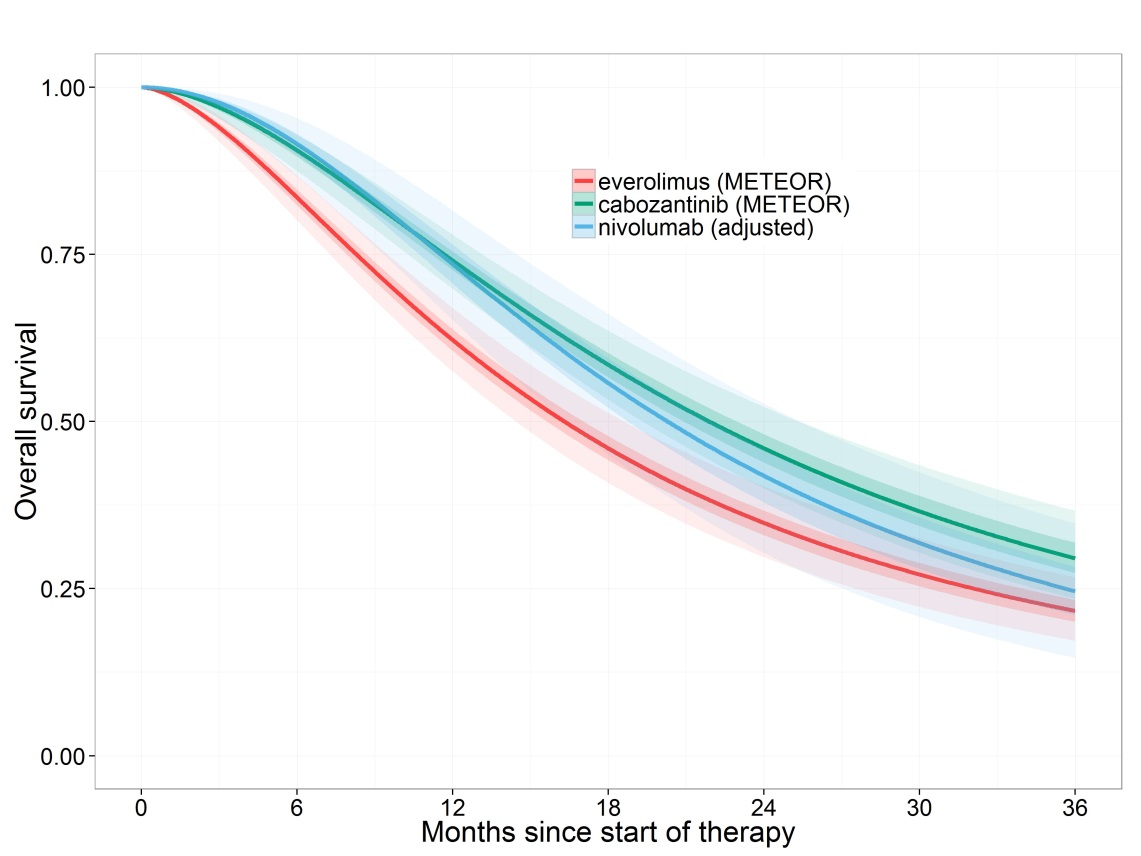 Overall survival
1.00
0.75
0.50
0.25
0.00
everolimus (METEOR)
cabozantinib (METEOR)
nivolumab (adjusted)
0 6 12 18 24 30 36
Months since start of therapy